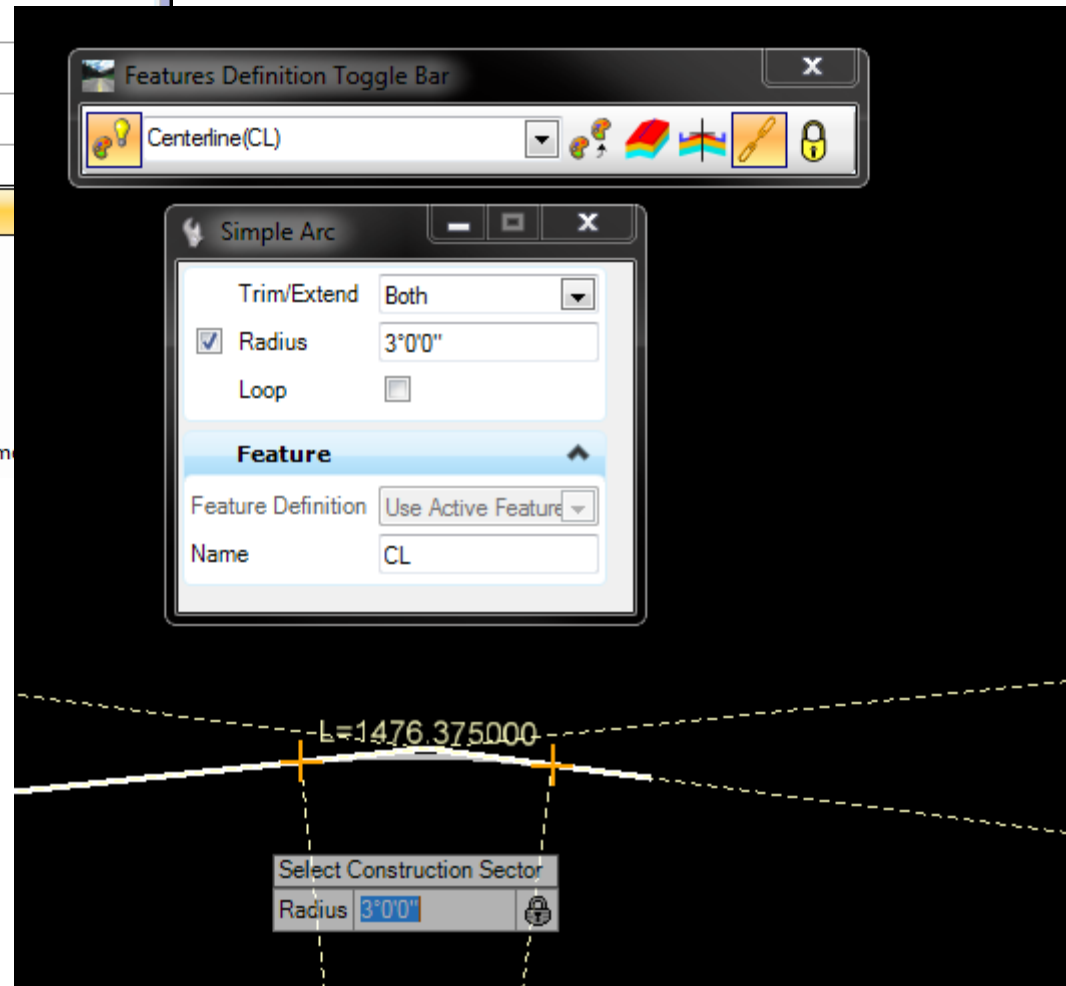 Features Definition Toggle Bar
x
Centerline(CL)
Simple Arc
x
Trim/Extend Both
Radius 3°0'0"
Loop
Feature
Feature Definition Use Active Feature
Name CL
L=1476.375000
Select Construction Sector
Radius 3°0'0"